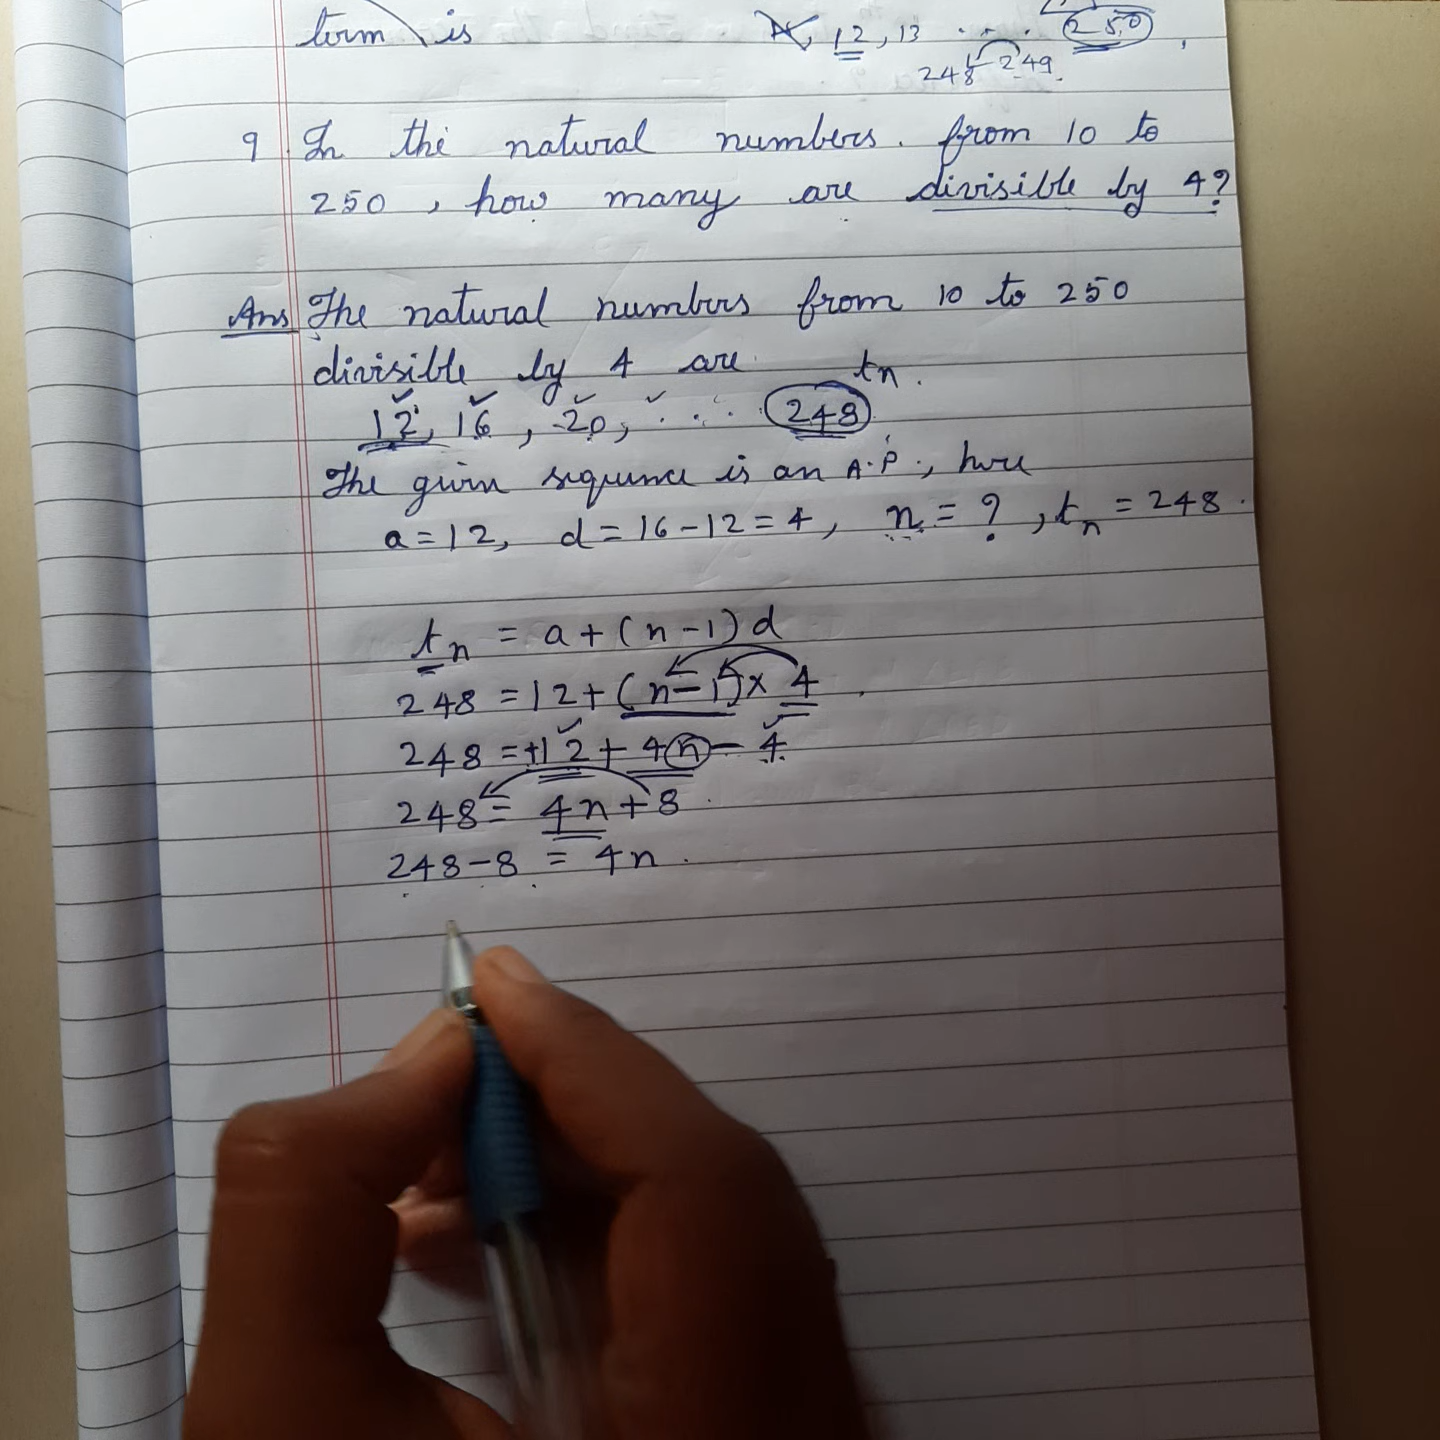 term is
12, 13 . . . . 250,
248 249.
9. In the natural numbers. from 10 to
250, how many are divisible by 4?
Ans The natural numbers from 10 to 250
divisible by 4 are
tn.
12, 16, 20, . . . . 248
The given sequence is an A.P., here
a = 12, d = 16 - 12 = 4, n = ?, tn = 248.
tn = a + (n - 1) d
248 = 12 + (n - 1) x 4
248 = +12 + 4n - 4
248 = 4n + 8
248 - 8 = 4n.